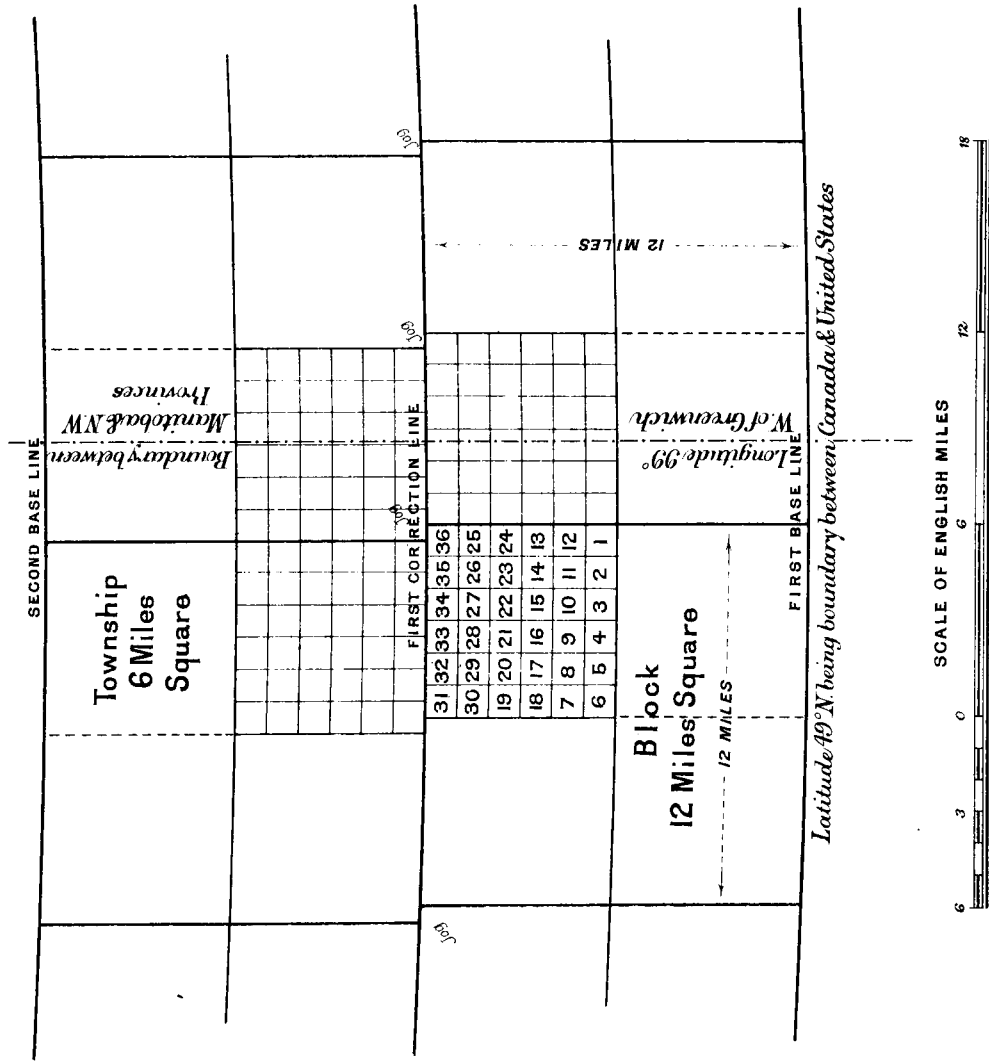 SECOND BASE LINE
Township
6 Miles
Square
Boundary between
Manitoba & N.W.
Provinces
Jog
Jog
Jog
FIRST CORRECTION LINE
Jog
31 32 33 34 35 36
30 29 28 27 26 25
19 20 21 22 23 24
18 17 16 15 14 13
7 8 9 10 11 12
6 5 4 3 2 1
12 MILES
Block
12 Miles Square
12 MILES
Longitude 99°
W. of Greenwich
FIRST BASE LINE
Latitude 49° N. being boundary between Canada & United States
SCALE OF ENGLISH MILES
6 3 0 6 12 18